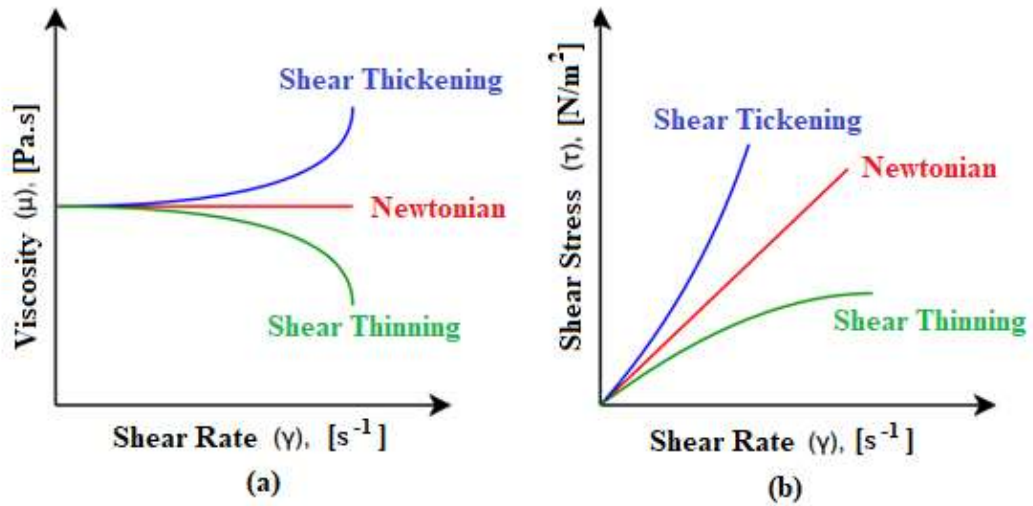 Viscosity (μ), [Pa.s]
Shear Thickening
Newtonian
Shear Thinning
Shear Rate (γ), [s⁻¹]
(a)
Shear Stress (τ), [N/m²]
Shear Tickening
Newtonian
Shear Thinning
Shear Rate (γ), [s⁻¹]
(b)